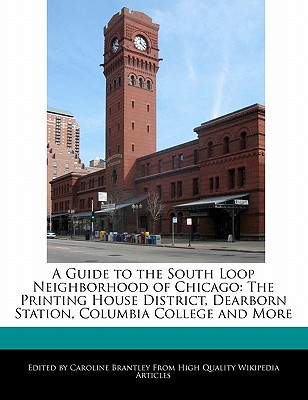 A Guide to the South Loop
Neighborhood of Chicago: The
Printing House District, Dearborn
Station, Columbia College and More
Edited by Caroline Brantley From High Quality Wikipedia
Articles